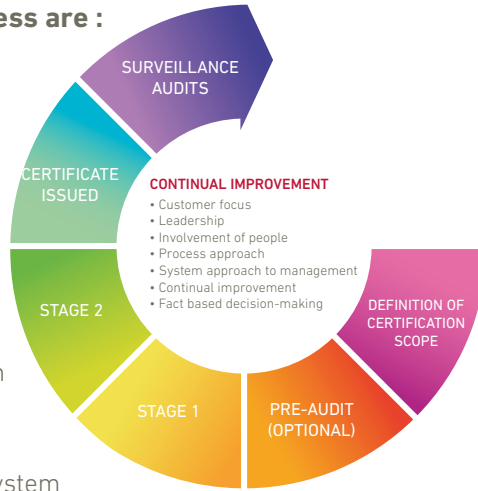 ess are :
SURVEILLANCE
AUDITS
CERTIFICATE
ISSUED
CONTINUAL IMPROVEMENT
• Customer focus
• Leadership
• Involvement of people
• Process approach
• System approach to management
• Continual improvement
• Fact based decision-making
STAGE 2
DEFINITION OF
CERTIFICATION
SCOPE
STAGE 1
PRE-AUDIT
(OPTIONAL)
ystem